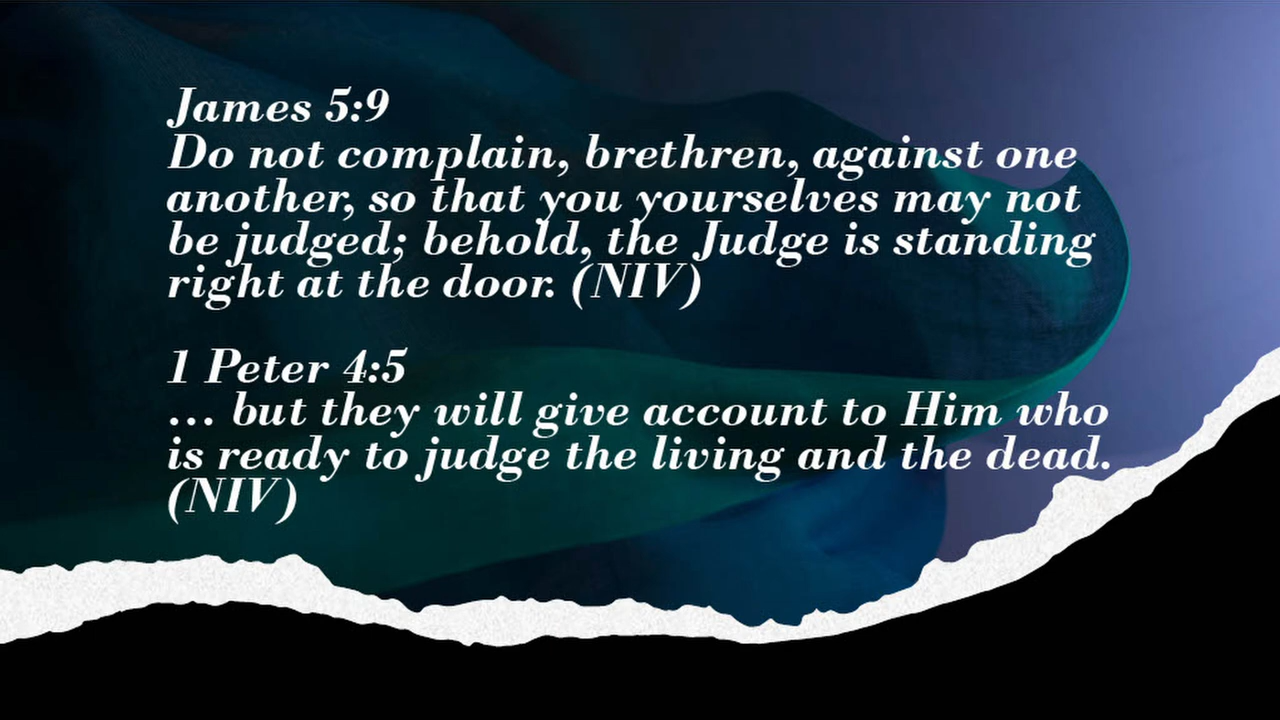 James 5:9
Do not complain, brethren, against one
another, so that you yourselves may not
be judged; behold, the Judge is standing
right at the door. (NIV)
1 Peter 4:5
... but they will give account to Him who
is ready to judge the living and the dead.
(NIV)